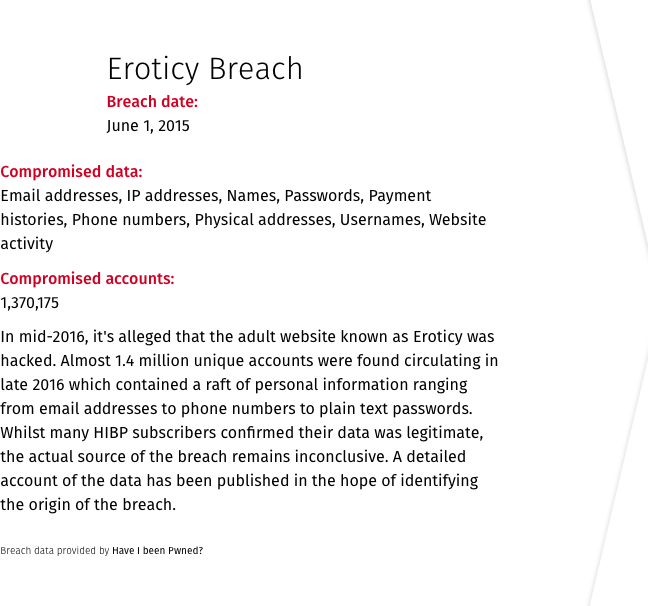 Eroticy Breach
Breach date:
June 1, 2015
Compromised data:
Email addresses, IP addresses, Names, Passwords, Payment
histories, Phone numbers, Physical addresses, Usernames, Website
activity
Compromised accounts:
1,370,175
In mid-2016, it's alleged that the adult website known as Eroticy was
hacked. Almost 1.4 million unique accounts were found circulating in
late 2016 which contained a raft of personal information ranging
from email addresses to phone numbers to plain text passwords.
Whilst many HIBP subscribers confirmed their data was legitimate,
the actual source of the breach remains inconclusive. A detailed
account of the data has been published in the hope of identifying
the origin of the breach.
Breach data provided by Have I been Pwned?